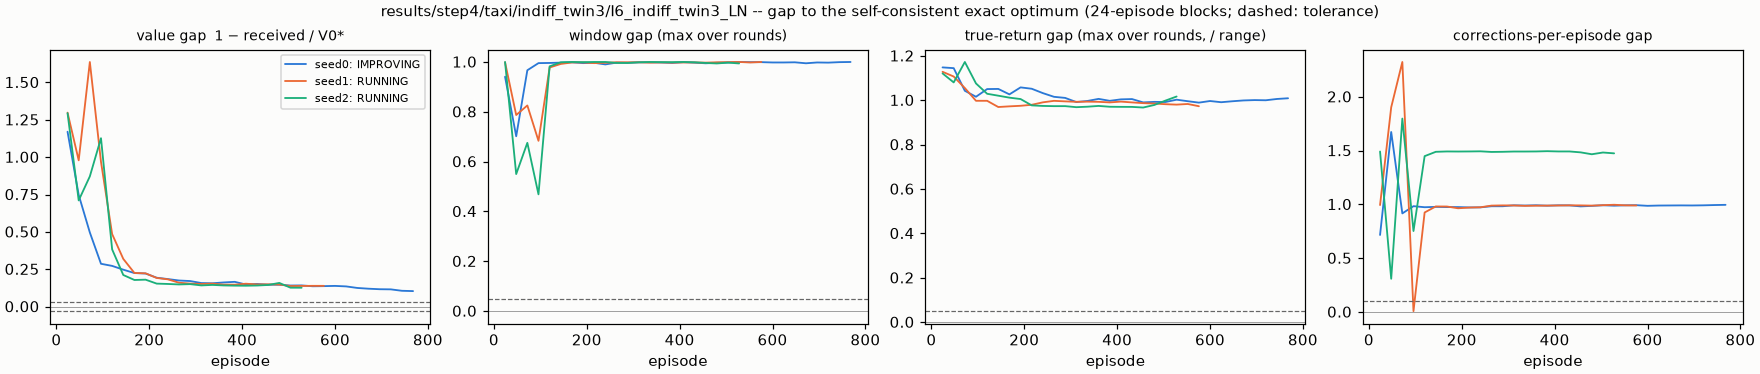 results/step4/taxi/indiff_twin3/l6_indiff_twin3_LN -- gap to the self-consistent exact optimum (24-episode blocks; dashed: tolerance)
value gap 1 − received / V0*
seed0: IMPROVING
seed1: RUNNING
seed2: RUNNING
1.50
1.25
1.00
0.75
0.50
0.25
0.00
0 200 400 600 800
episode
window gap (max over rounds)
1.0
0.8
0.6
0.4
0.2
0.0
0 200 400 600 800
episode
true-return gap (max over rounds, / range)
1.2
1.0
0.8
0.6
0.4
0.2
0.0
0 200 400 600 800
episode
corrections-per-episode gap
2.0
1.5
1.0
0.5
0.0
0 200 400 600 800
episode